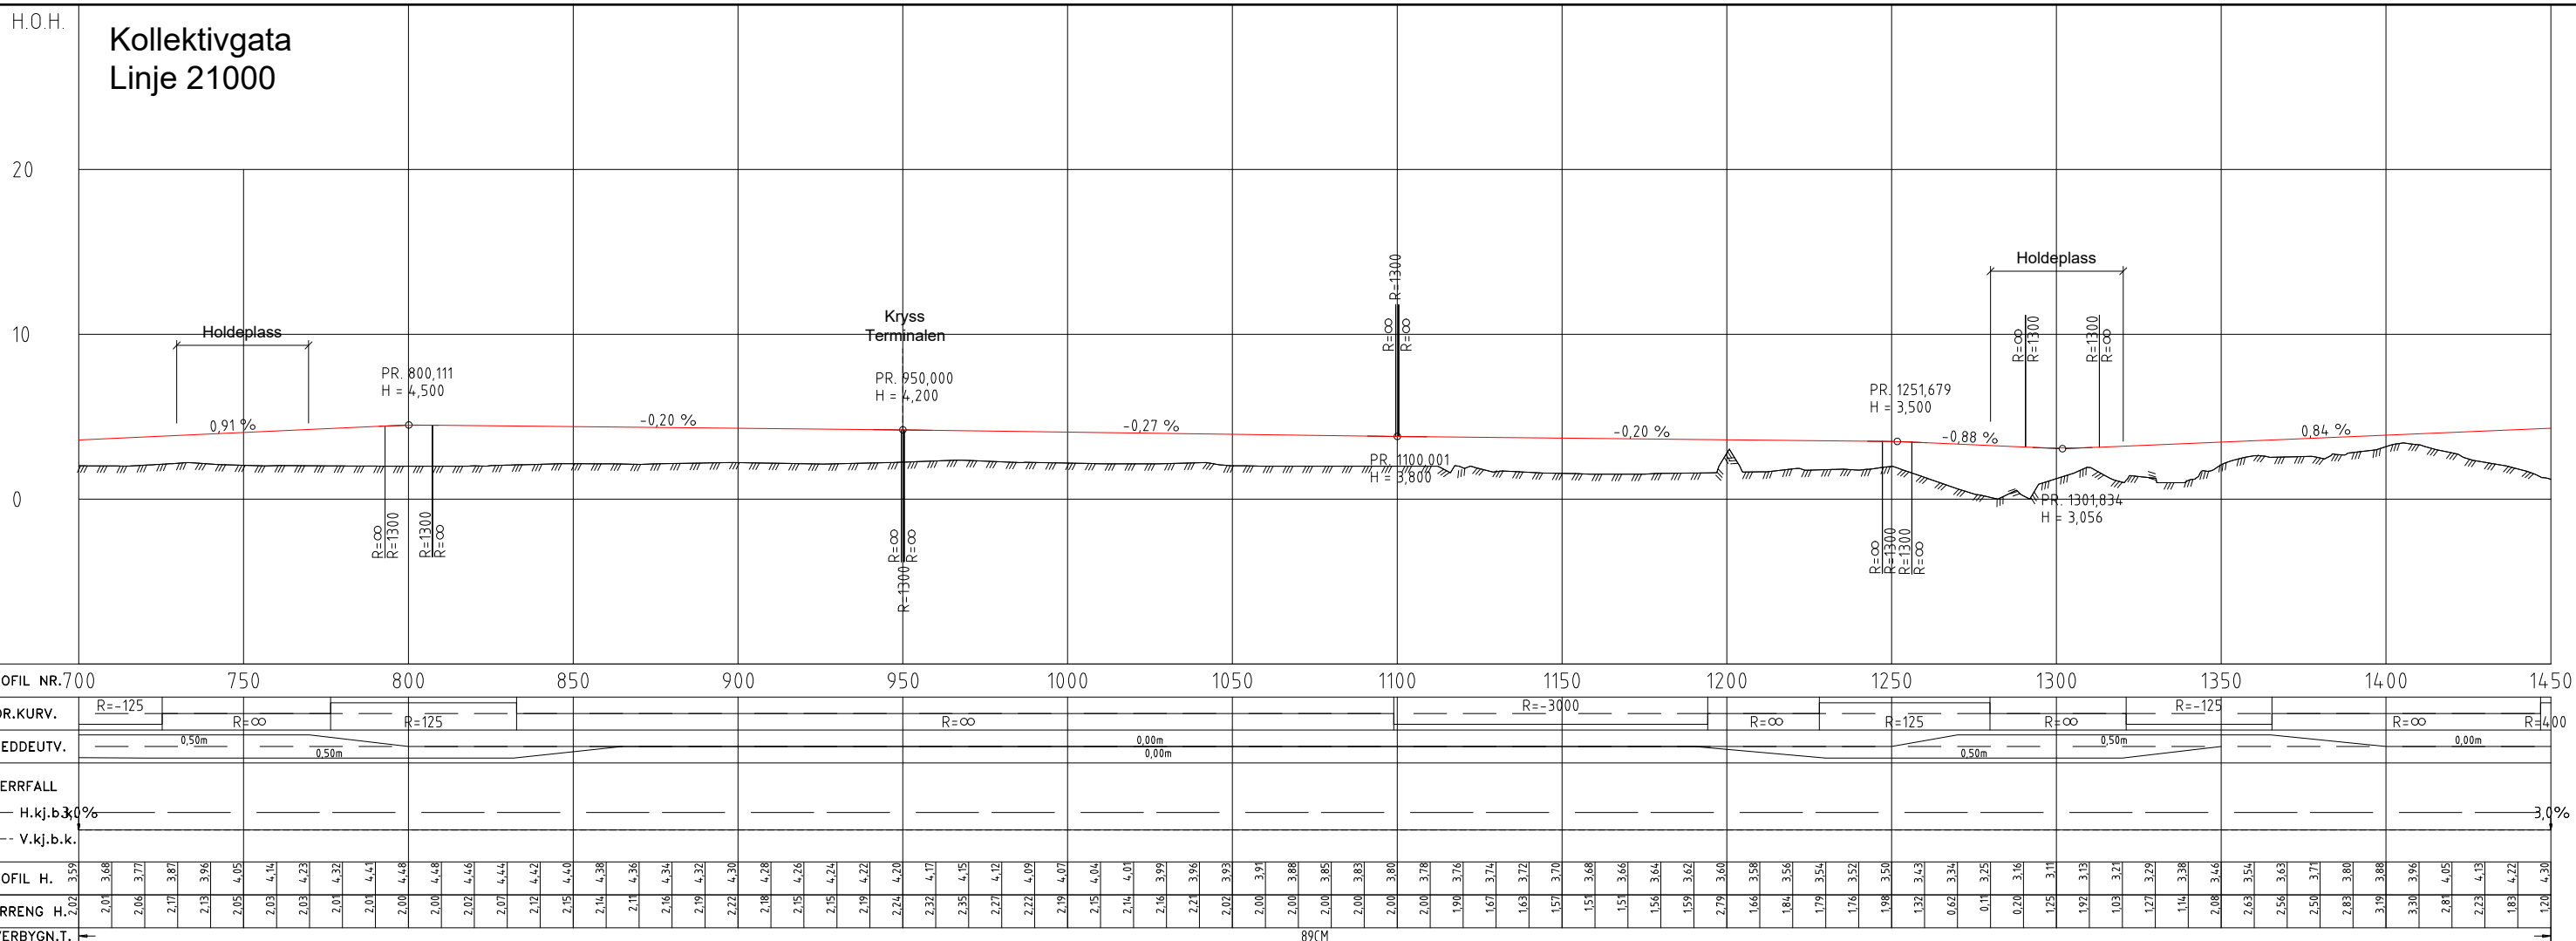 H.O.H.
Kollektivgata
Linje 21000
20
10
0
Holdeplass
0,91 %
PR. 800,111
H = 4,500
R=∞
R=1300
R=1300
R=∞
-0,20 %
Kryss
Terminalen
PR. 950,000
H = 4,200
R=∞
R=∞
R=1300
-0,27 %
R=1300
R=∞
R=∞
PR. 1100,001
H = 3,800
-0,20 %
PR. 1251,679
H = 3,500
R=∞
R=1300
R=1300
R=∞
-0,88 %
Holdeplass
R=∞
R=1300
R=1300
R=∞
PR. 1301,834
H = 3,056
0,84 %
OFIL NR. 700 750 800 850 900 950 1000 1050 1100 1150 1200 1250 1300 1350 1400 1450
OR.KURV. R=-125 R=∞ R=125 R=∞ R=-3000 R=∞ R=125 R=∞ R=-125 R=∞ R=400
EDDEUTV. 0,50m 0,50m 0,00m 0,00m 0,50m 0,50m 0,00m
ERRFALL
H.kj.b.k. 3,0% 3,0%
V.kj.b.k.
OFIL H. 3,59 3,68 3,77 3,87 3,96 4,05 4,14 4,23 4,32 4,41 4,48 4,48 4,46 4,44 4,42 4,40 4,38 4,36 4,34 4,32 4,30 4,28 4,26 4,24 4,22 4,20 4,17 4,15 4,12 4,09 4,07 4,04 4,01 3,99 3,96 3,93 3,91 3,88 3,85 3,83 3,80 3,78 3,76 3,74 3,72 3,70 3,68 3,66 3,64 3,62 3,60 3,58 3,56 3,54 3,52 3,50 3,43 3,34 3,25 3,16 3,11 3,13 3,21 3,29 3,38 3,46 3,54 3,63 3,71 3,80 3,88 3,96 4,05 4,13 4,22 4,30
RRENG H. 2,02 2,01 2,06 2,17 2,13 2,05 2,03 2,03 2,01 2,01 2,00 2,00 2,02 2,07 2,12 2,15 2,14 2,11 2,16 2,19 2,22 2,18 2,15 2,15 2,19 2,24 2,32 2,35 2,27 2,22 2,19 2,15 2,14 2,16 2,21 2,02 2,00 2,00 2,00 2,00 2,00 2,00 1,90 1,67 1,63 1,57 1,51 1,51 1,56 1,59 2,79 1,66 1,84 1,79 1,76 1,98 1,32 0,62 0,11 0,20 1,25 1,92 1,03 1,27 1,14 2,08 2,63 2,56 2,50 2,83 3,19 3,30 2,81 2,23 1,83 1,20
VERBYGN.T. 89CM